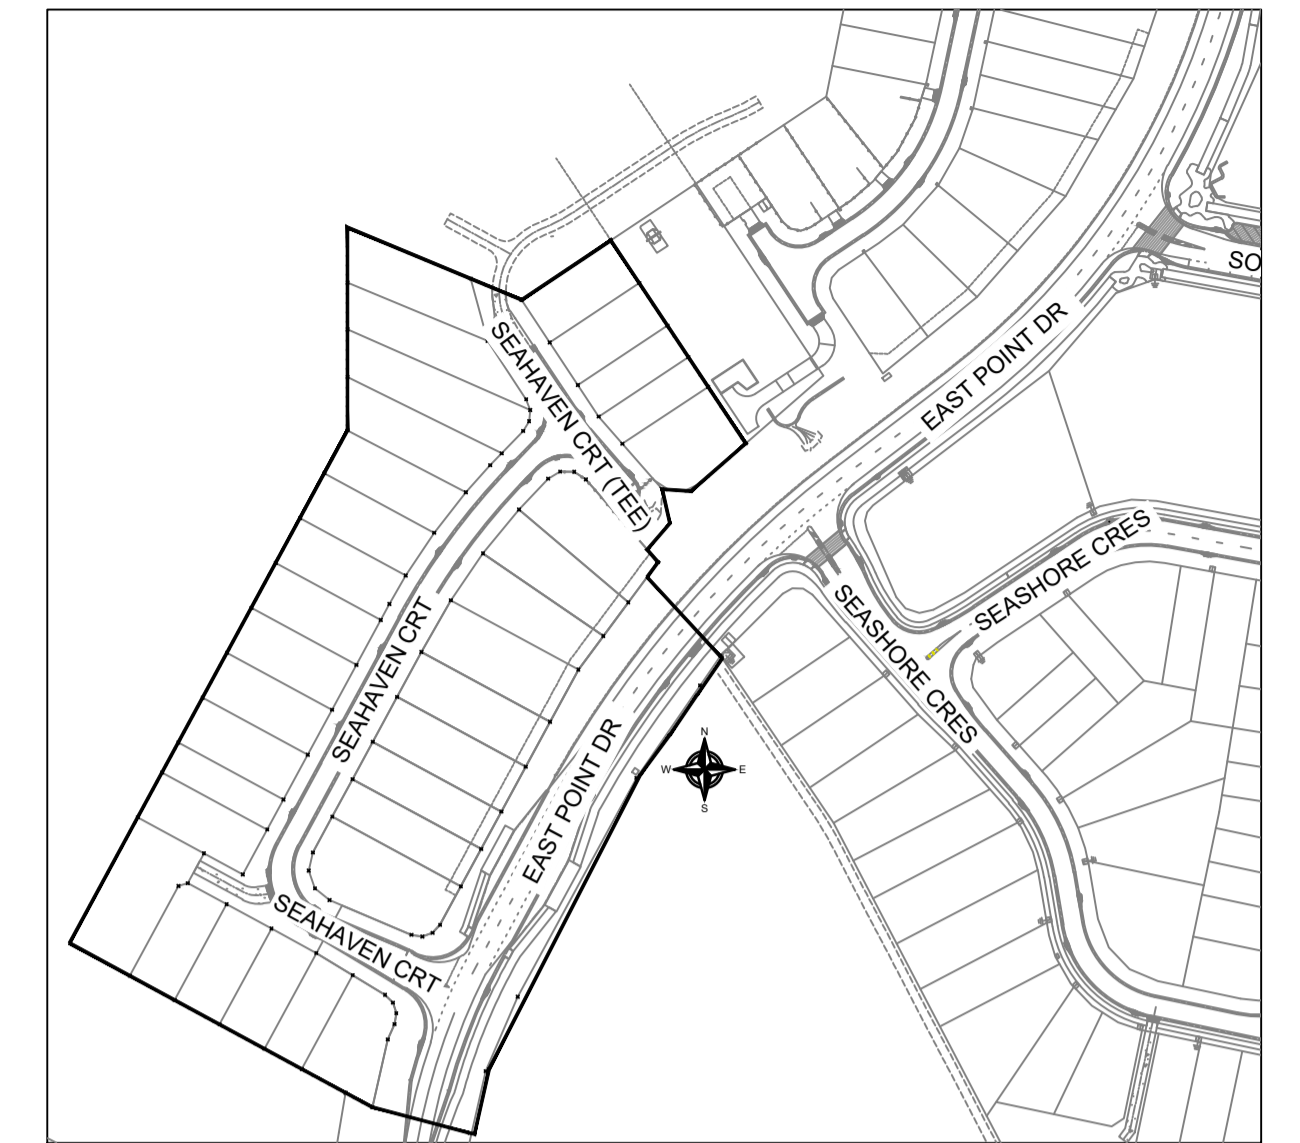 SO
EAST POINT DR
SEAHAVEN CRT (TEE)
SEASHORE CRES
SEASHORE CRES
SEAHAVEN CRT
EAST POINT DR
N
W
E
S
SEAHAVEN CRT